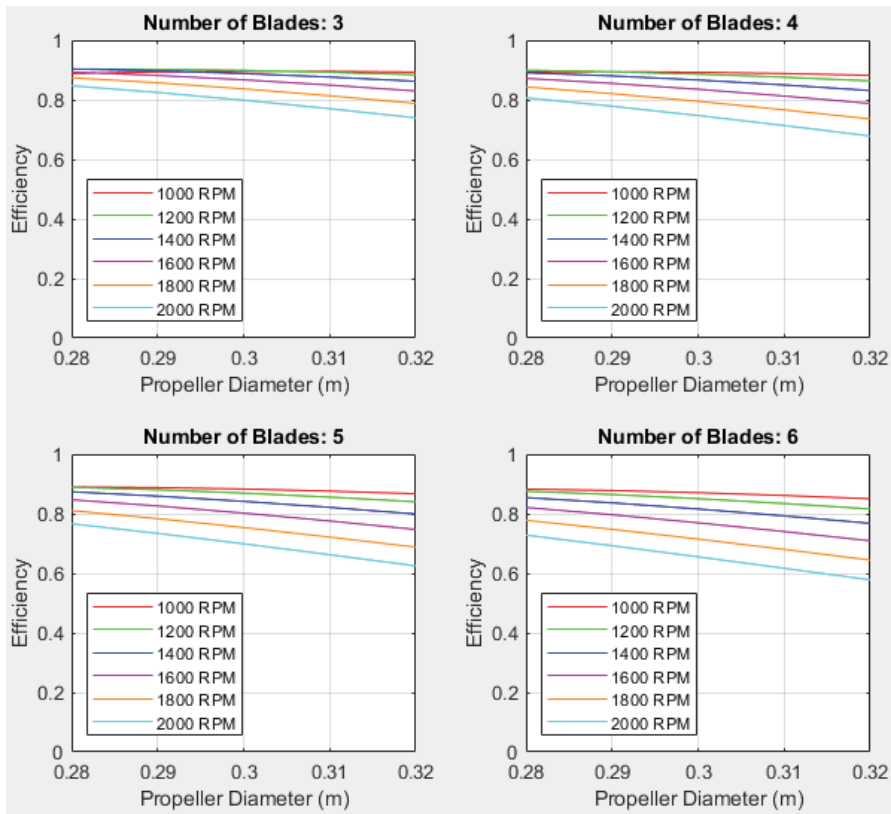 Number of Blades: 3
1
0.8
0.6
0.4
0.2
0
Efficiency
1000 RPM
1200 RPM
1400 RPM
1600 RPM
1800 RPM
2000 RPM
0.28 0.29 0.3 0.31 0.32
Propeller Diameter (m)
Number of Blades: 4
1
0.8
0.6
0.4
0.2
0
Efficiency
1000 RPM
1200 RPM
1400 RPM
1600 RPM
1800 RPM
2000 RPM
0.28 0.29 0.3 0.31 0.32
Propeller Diameter (m)
Number of Blades: 5
1
0.8
0.6
0.4
0.2
0
Efficiency
1000 RPM
1200 RPM
1400 RPM
1600 RPM
1800 RPM
2000 RPM
0.28 0.29 0.3 0.31 0.32
Propeller Diameter (m)
Number of Blades: 6
1
0.8
0.6
0.4
0.2
0
Efficiency
1000 RPM
1200 RPM
1400 RPM
1600 RPM
1800 RPM
2000 RPM
0.28 0.29 0.3 0.31 0.32
Propeller Diameter (m)